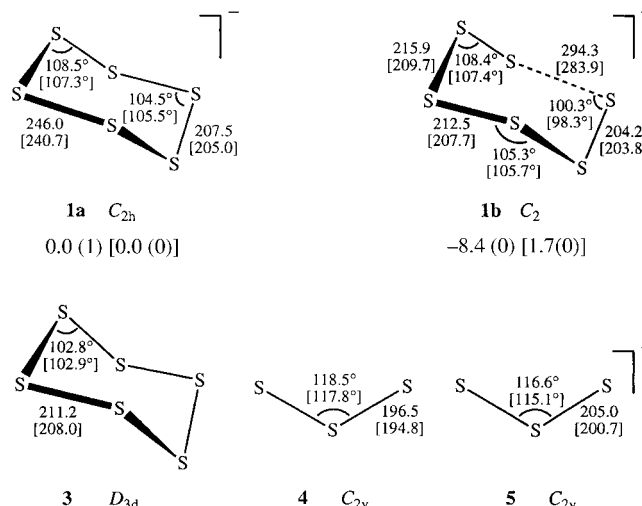 S
S
S
S
S
S
108.5°
[107.3°]
104.5°
[105.5°]
246.0
[240.7]
207.5
[205.0]
−
1a C2h
0.0 (1) [0.0 (0)]
S
S
S
S
S
S
215.9
[209.7]
108.4°
[107.4°]
294.3
[283.9]
100.3°
[98.3°]
212.5
[207.7]
105.3°
[105.7°]
204.2
[203.8]
−
1b C2
−8.4 (0) [1.7(0)]
S
S
S
S
S
S
102.8°
[102.9°]
211.2
[208.0]
3 D3d
S
S
S
118.5°
[117.8°]
196.5
[194.8]
4 C2v
S
S
S
116.6°
[115.1°]
205.0
[200.7]
5 C2v